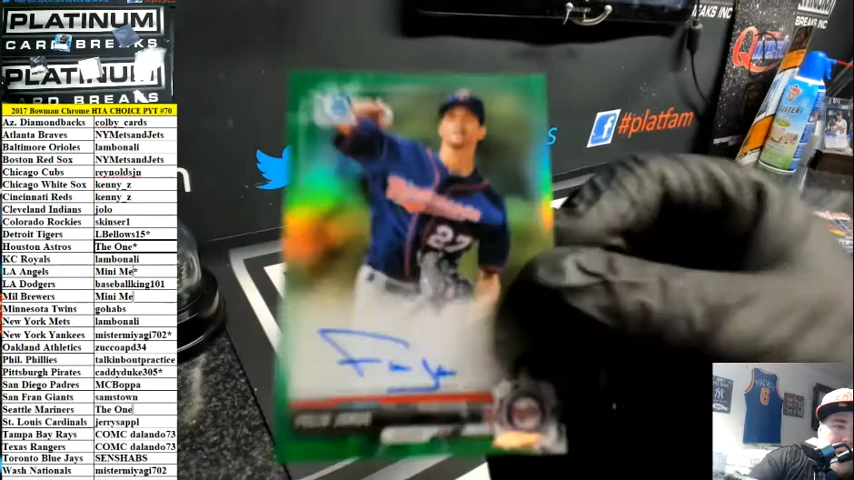 PLATINUM
CARD BREAKS
PLATINUM
CARD BREAKS
2017 Bowman Chrome HTA CHOICE PYT #70
Az. Diamondbacks colby_cards
Atlanta Braves NYMetsandJets
Baltimore Orioles lambonali
Boston Red Sox NYMetsandJets
Chicago Cubs reynoldsjn
Chicago White Sox kenny_z
Cincinnati Reds kenny_z
Cleveland Indians jolo
Colorado Rockies skinser1
Detroit Tigers LBellows15*
Houston Astros The One*
KC Royals lambonali
LA Angels Mini Me*
LA Dodgers baseballking101
Mil Brewers Mini Me
Minnesota Twins gohabs
New York Mets lambonali
New York Yankees mistermiyagi702*
Oakland Athletics zuccoapd34
Phil. Phillies talkinboutpractice
Pittsburgh Pirates caddyduke305*
San Diego Padres MCBoppa
San Fran Giants samstown
Seattle Mariners The One
St. Louis Cardinals jerrysappl
Tampa Bay Rays COMC dalando73
Texas Rangers COMC dalando73
Toronto Blue Jays SENSHABS
Wash Nationals mistermiyagi702
#platfam
27